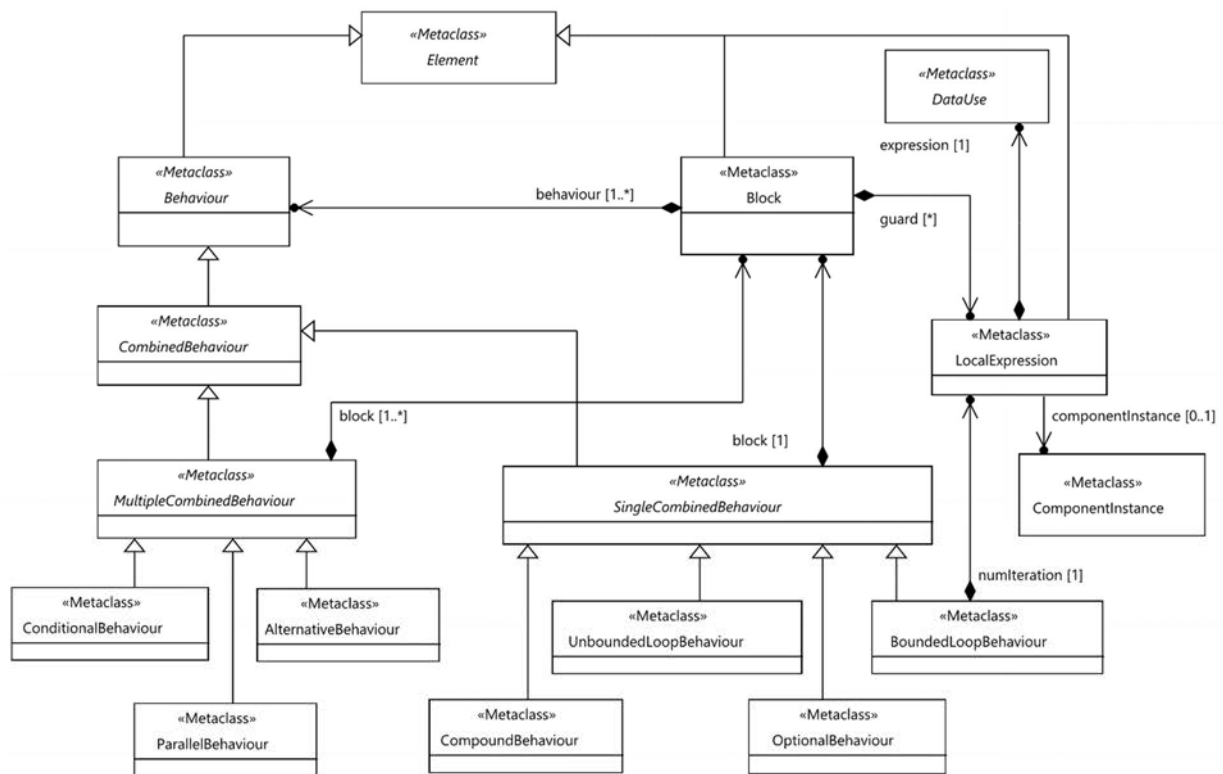 «Metaclass»
Element
«Metaclass»
DataUse
expression [1]
«Metaclass»
Behaviour
behaviour [1..*]
«Metaclass»
Block
guard [*]
«Metaclass»
CombinedBehaviour
«Metaclass»
LocalExpression
block [1..*]
block [1]
componentInstance [0..1]
«Metaclass»
MultipleCombinedBehaviour
«Metaclass»
SingleCombinedBehaviour
«Metaclass»
ComponentInstance
numIteration [1]
«Metaclass»
ConditionalBehaviour
«Metaclass»
AlternativeBehaviour
«Metaclass»
UnboundedLoopBehaviour
«Metaclass»
BoundedLoopBehaviour
«Metaclass»
ParallelBehaviour
«Metaclass»
CompoundBehaviour
«Metaclass»
OptionalBehaviour